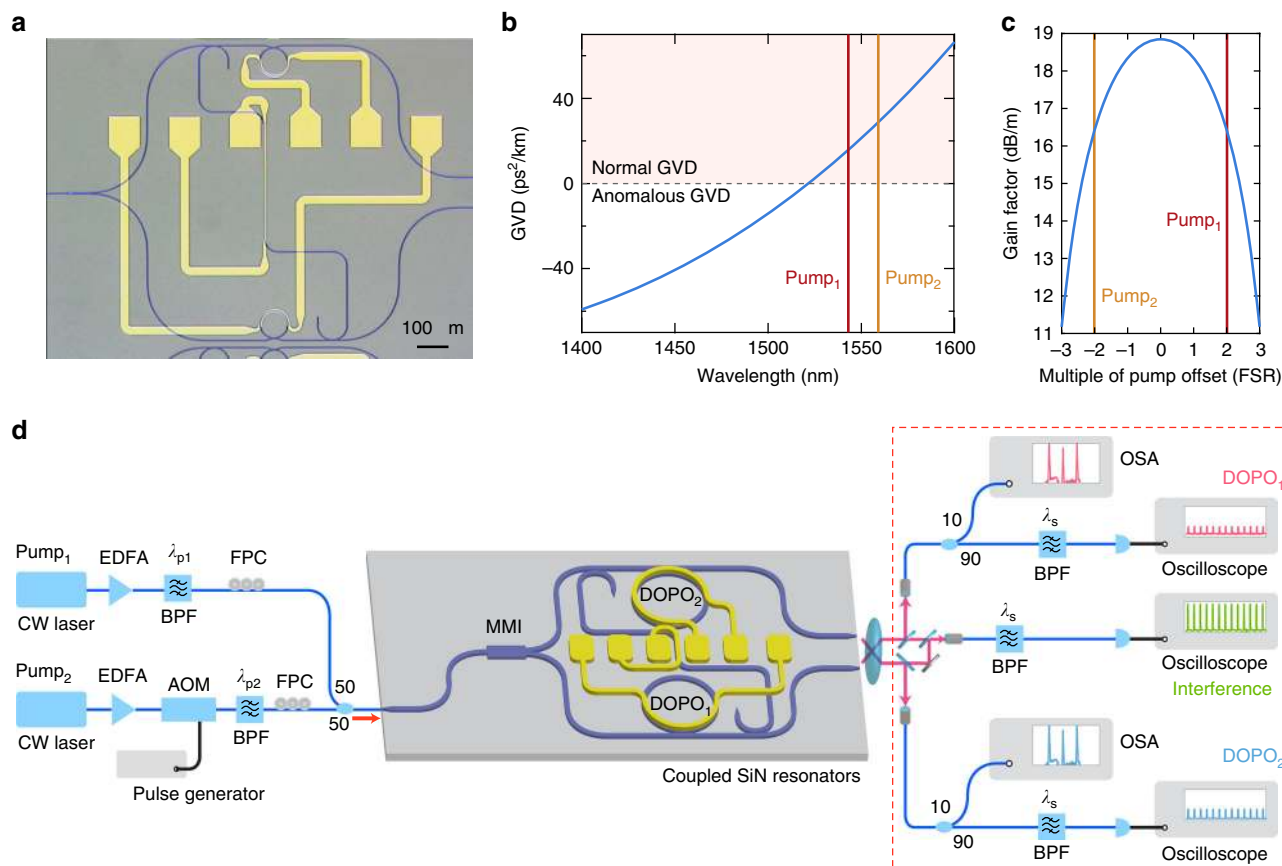 a
100 m
b
GVD (ps²/km)
40
0
−40
Normal GVD
Anomalous GVD
Pump₁
Pump₂
1400
1450
1500
1550
1600
Wavelength (nm)
c
Gain factor (dB/m)
19
18
17
16
15
14
13
12
11
Pump₁
Pump₂
−3
−2
−1
0
1
2
3
Multiple of pump offset (FSR)
d
Pump₁
EDFA
λp1
FPC
CW laser
BPF
Pump₂
EDFA
AOM
λp2
FPC
CW laser
BPF
Pulse generator
50
50
MMI
DOPO₂
DOPO₁
Coupled SiN resonators
OSA
DOPO₁
10
90
λs
BPF
Oscilloscope
λs
BPF
Oscilloscope
Interference
OSA
DOPO₂
10
90
λs
BPF
Oscilloscope